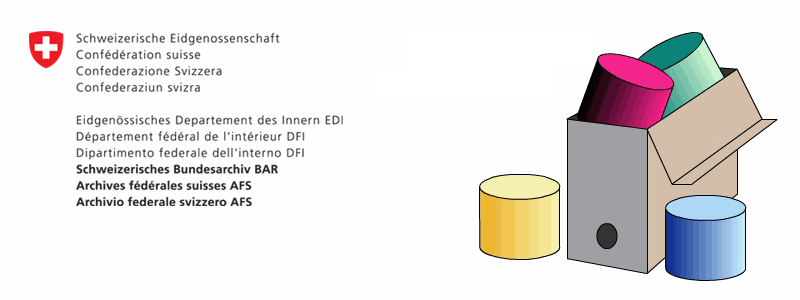 Schweizerische Eidgenossenschaft
Confédération suisse
Confederazione Svizzera
Confederaziun svizra
Eidgenössisches Departement des Innern EDI
Département fédéral de l'intérieur DFI
Dipartimento federale dell'interno DFI
Schweizerisches Bundesarchiv BAR
Archives fédérales suisses AFS
Archivio federale svizzero AFS